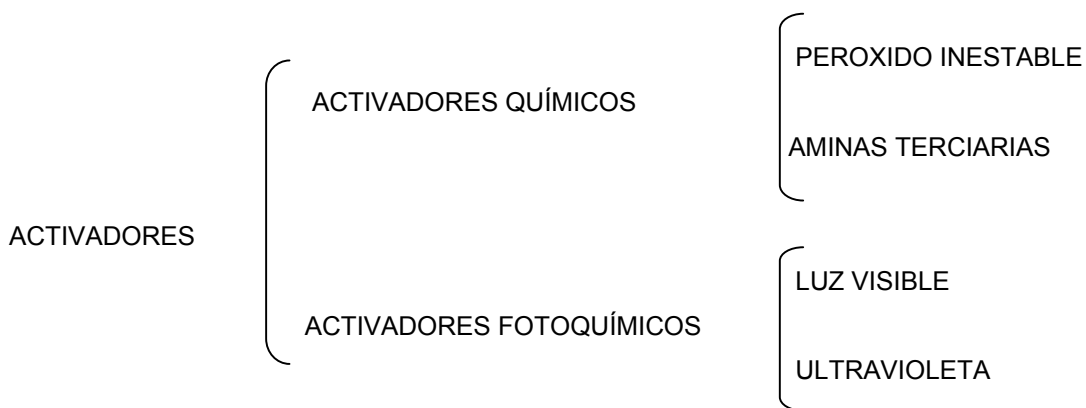 PEROXIDO INESTABLE
ACTIVADORES QUÍMICOS
AMINAS TERCIARIAS
ACTIVADORES
LUZ VISIBLE
ACTIVADORES FOTOQUÍMICOS
ULTRAVIOLETA